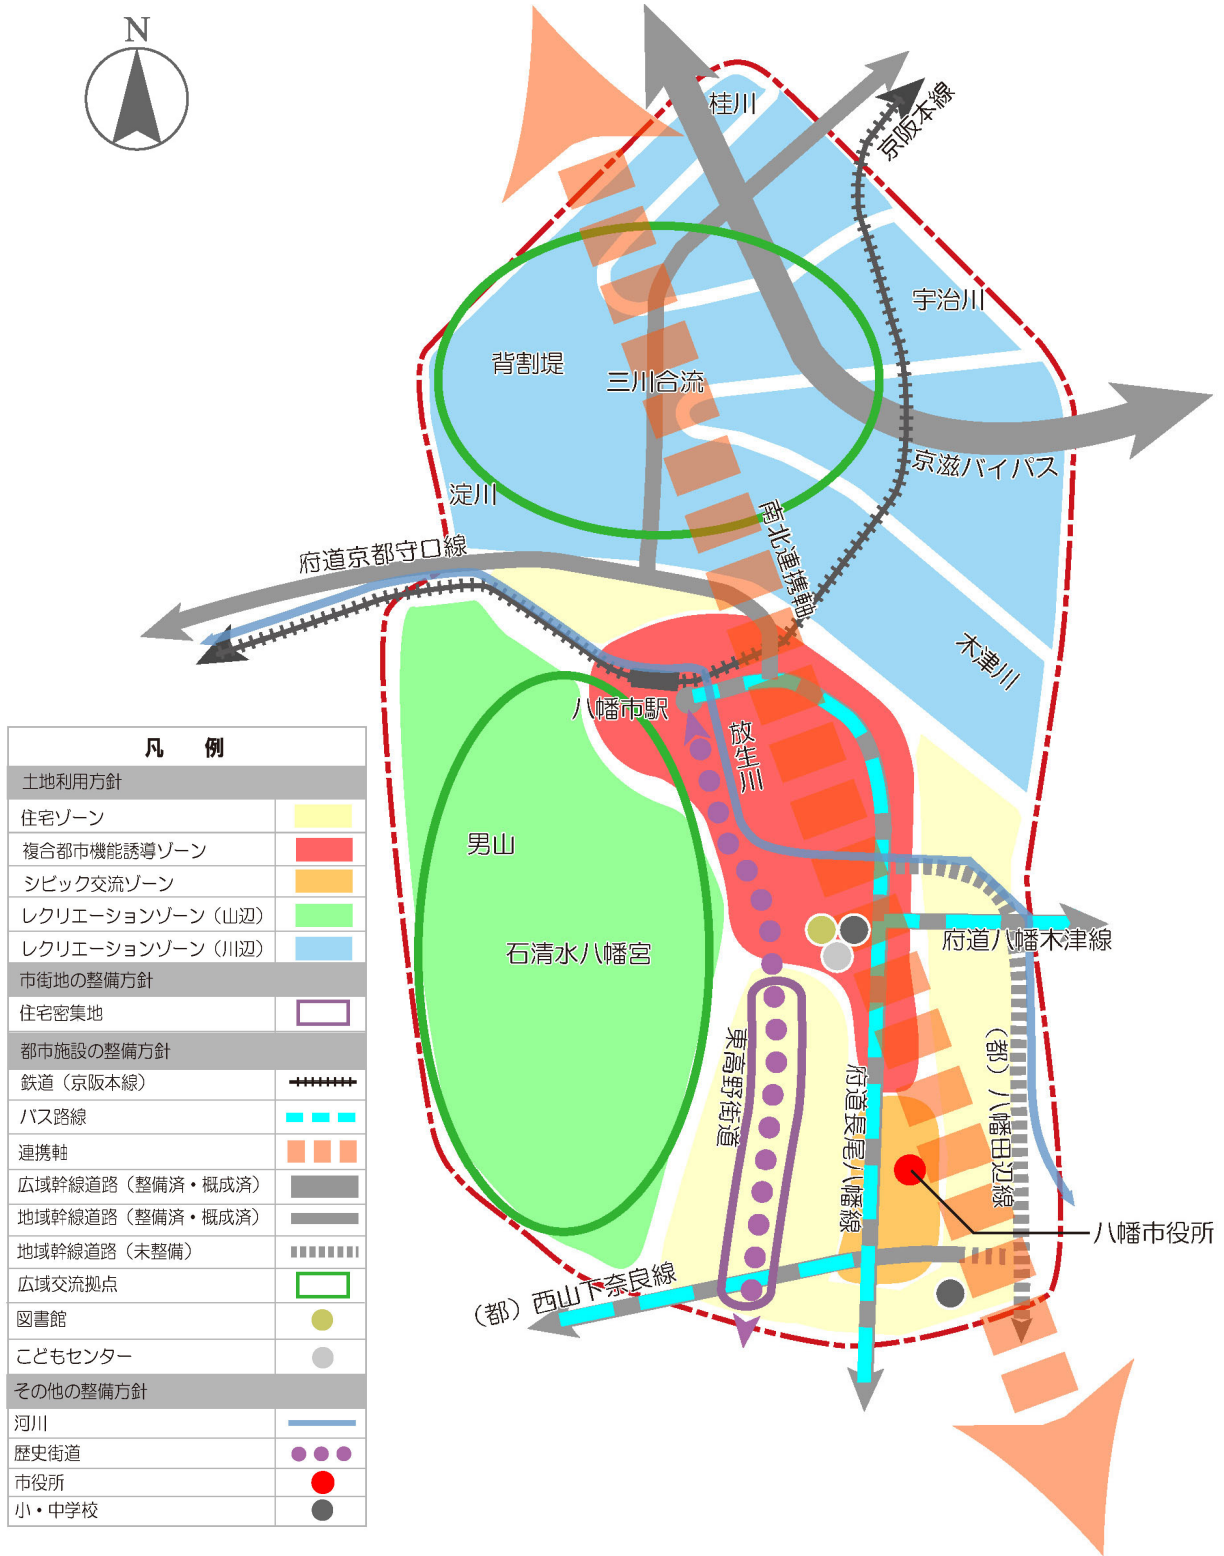 N
桂川
京阪本線
宇治川
背割堤
三川合流
京滋バイパス
淀川
南北連携軸
府道京都守口線
木津川
八幡市駅
放生川
男山
石清水八幡宮
府道八幡木津線
東高野街道
府道長尾八幡線
(都)八幡田辺線
八幡市役所
(都)西山下奈良線
凡 例
土地利用方針
住宅ゾーン
複合都市機能誘導ゾーン
シビック交流ゾーン
レクリエーションゾーン(山辺)
レクリエーションゾーン(川辺)
市街地の整備方針
住宅密集地
都市施設の整備方針
鉄道(京阪本線)
バス路線
連携軸
広域幹線道路(整備済・概成済)
地域幹線道路(整備済・概成済)
地域幹線道路(未整備)
広域交流拠点
図書館
こどもセンター
その他の整備方針
河川
歴史街道
市役所
小・中学校